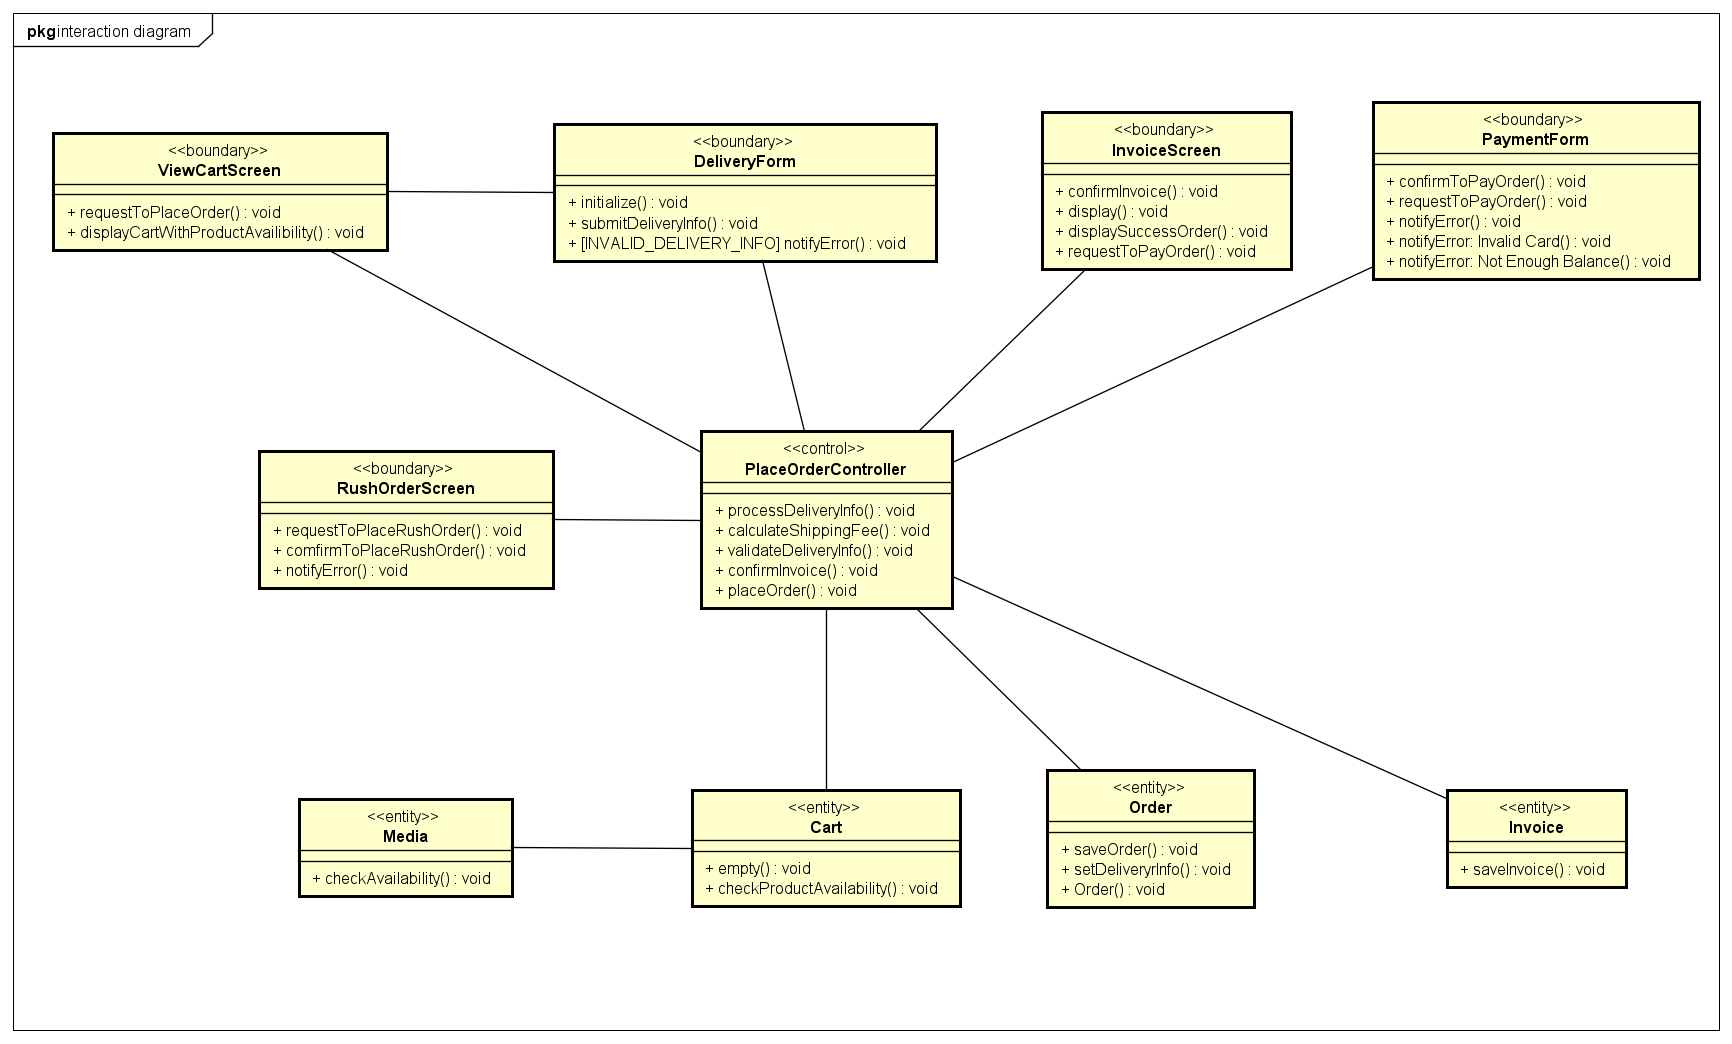 pkg interaction diagram
<<boundary>>
ViewCartScreen
+ requestToPlaceOrder() : void
+ displayCartWithProductAvailibility() : void
<<boundary>>
DeliveryForm
+ initialize() : void
+ submitDeliveryInfo() : void
+ [INVALID_DELIVERY_INFO] notifyError() : void
<<boundary>>
InvoiceScreen
+ confirmInvoice() : void
+ display() : void
+ displaySuccessOrder() : void
+ requestToPayOrder() : void
<<boundary>>
PaymentForm
+ confirmToPayOrder() : void
+ requestToPayOrder() : void
+ notifyError() : void
+ notifyError: Invalid Card() : void
+ notifyError: Not Enough Balance() : void
<<boundary>>
RushOrderScreen
+ requestToPlaceRushOrder() : void
+ comfirmToPlaceRushOrder() : void
+ notifyError() : void
<<control>>
PlaceOrderController
+ processDeliveryInfo() : void
+ calculateShippingFee() : void
+ validateDeliveryInfo() : void
+ confirmInvoice() : void
+ placeOrder() : void
<<entity>>
Media
+ checkAvailability() : void
<<entity>>
Cart
+ empty() : void
+ checkProductAvailability() : void
<<entity>>
Order
+ saveOrder() : void
+ setDeliveryrInfo() : void
+ Order() : void
<<entity>>
Invoice
+ saveInvoice() : void